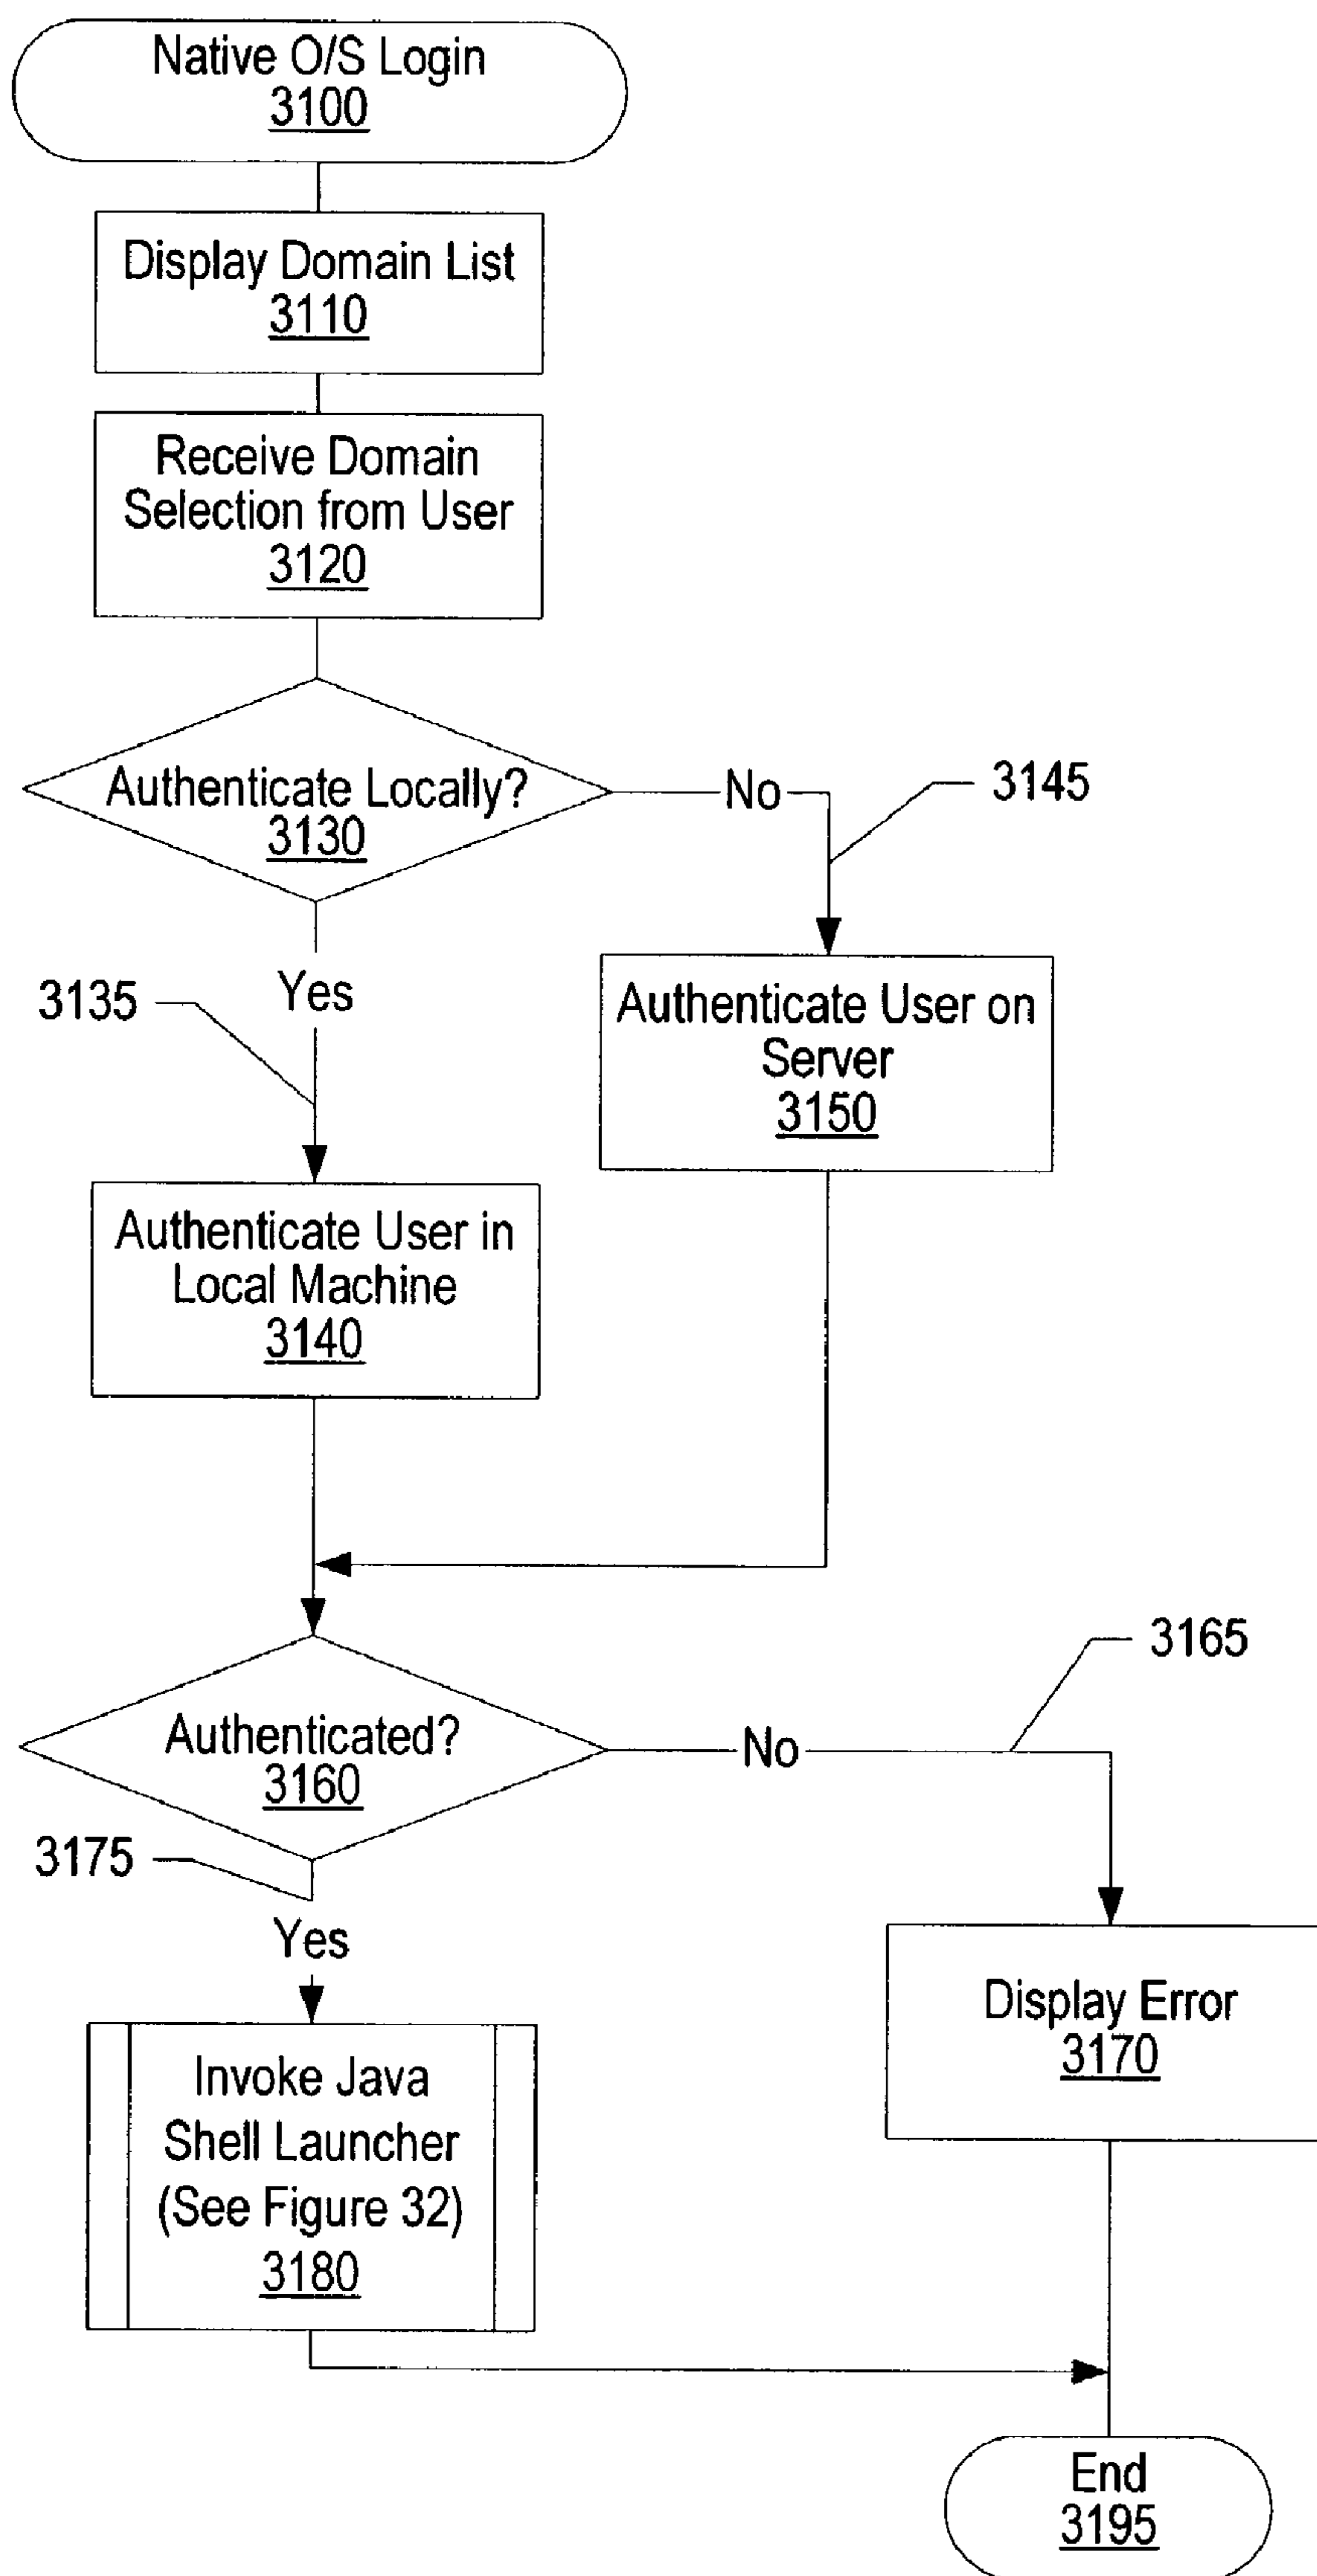 Native O/S Login
3100
Display Domain List
3110
Receive Domain
Selection from User
3120
Authenticate Locally?
3130
No
3145
Yes
3135
Authenticate User on
Server
3150
Authenticate User in
Local Machine
3140
3165
Authenticated?
3160
No
3175
Yes
Display Error
3170
Invoke Java
Shell Launcher
(See Figure 32)
3180
End
3195